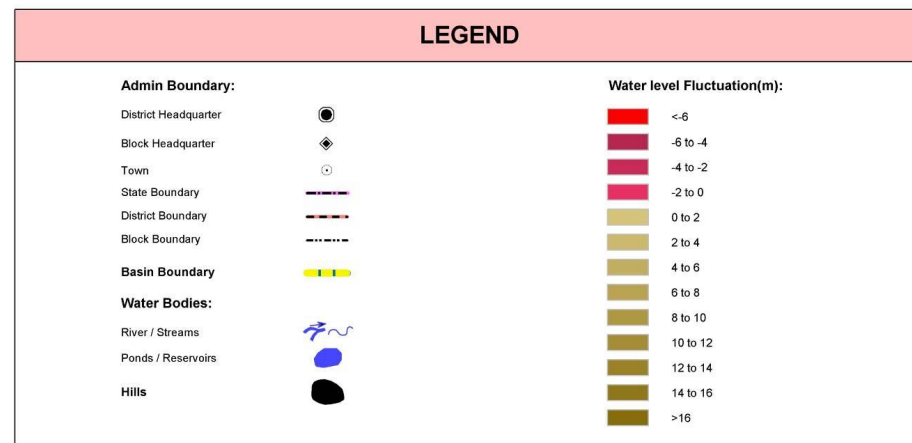 LEGEND
Admin Boundary:
District Headquarter
Block Headquarter
Town
State Boundary
District Boundary
Block Boundary
Basin Boundary
Water Bodies:
River / Streams
Ponds / Reservoirs
Hills
Water level Fluctuation(m):
<-6
-6 to -4
-4 to -2
-2 to 0
0 to 2
2 to 4
4 to 6
6 to 8
8 to 10
10 to 12
12 to 14
14 to 16
>16